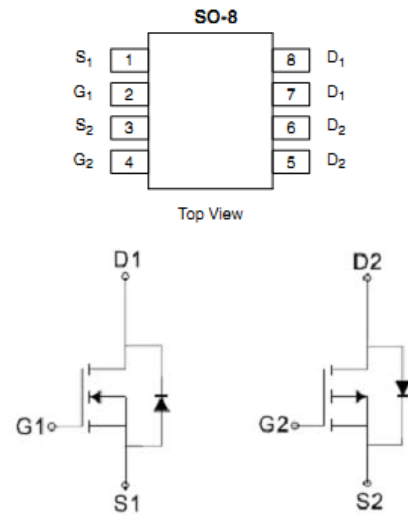 SO-8
S1 1 8 D1
G1 2 7 D1
S2 3 6 D2
G2 4 5 D2
Top View
D1 D2
G1 G2
S1 S2